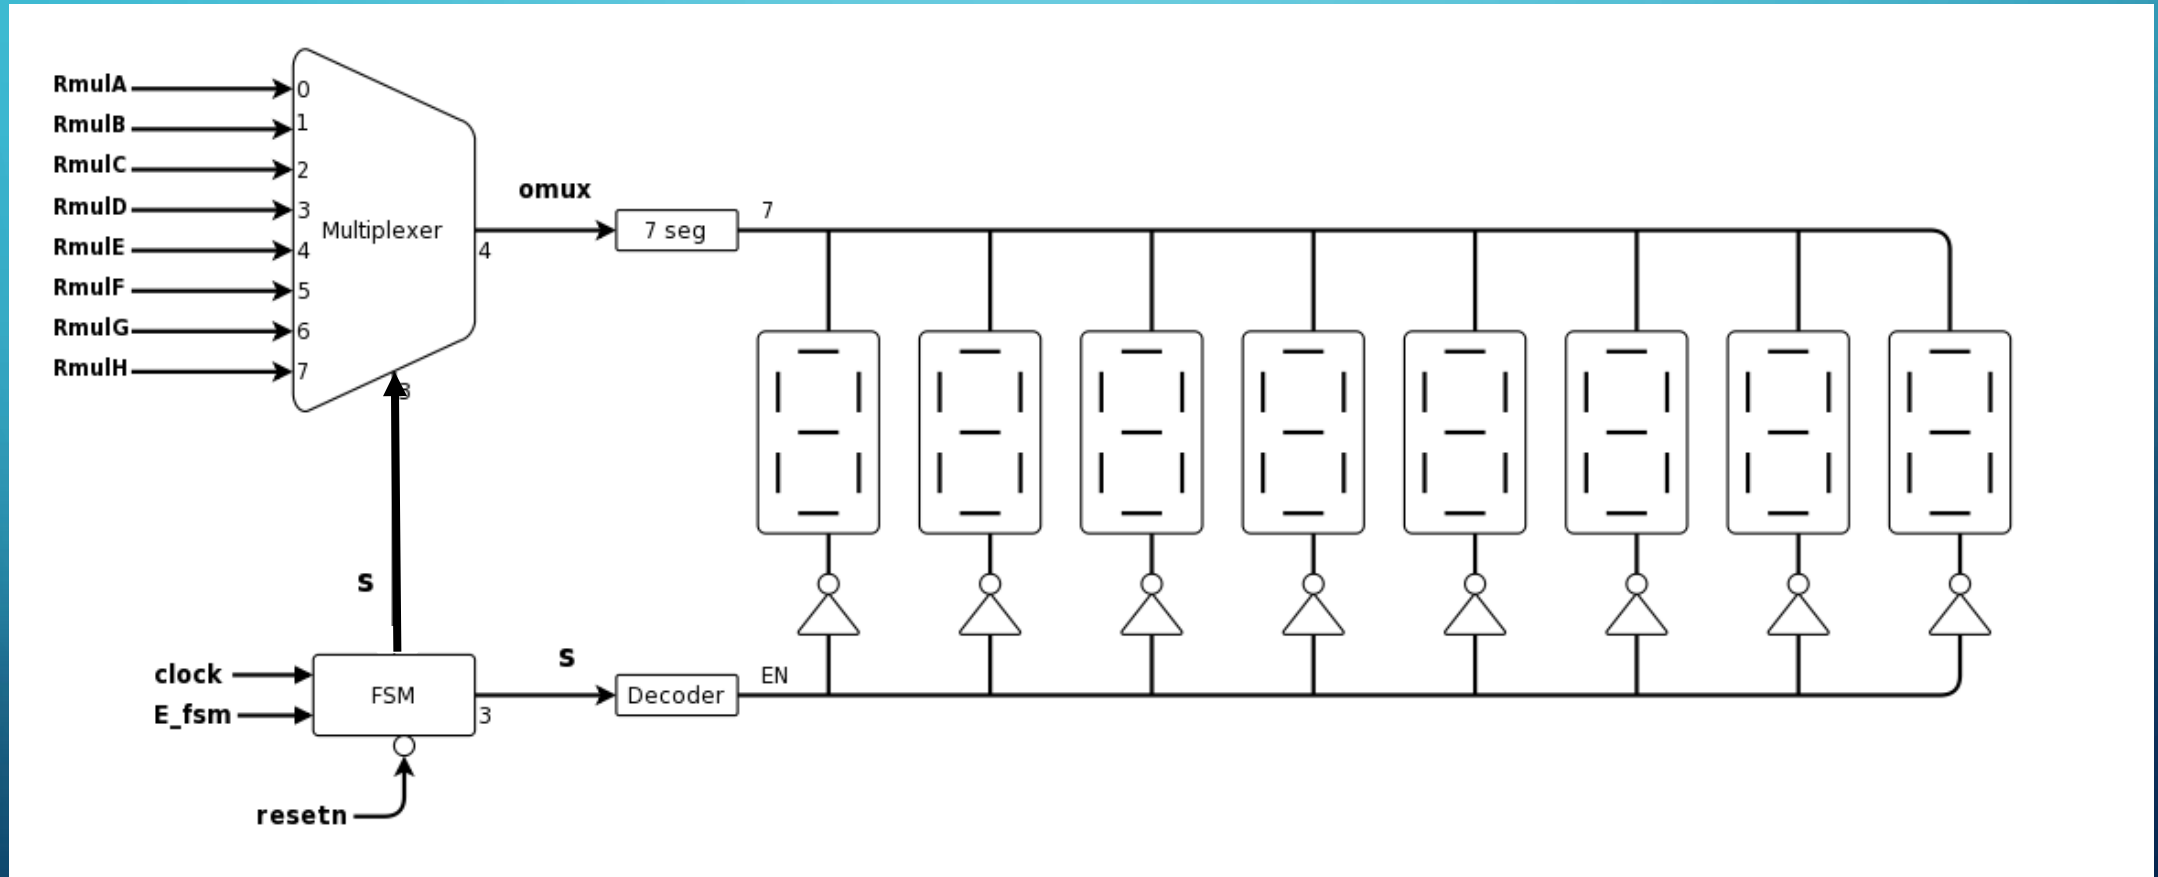 RmulA
0
RmulB
1
RmulC
2
RmulD
3
RmulE
4
RmulF
5
RmulG
6
RmulH
7
Multiplexer
3
omux
4
7 seg
7
s
clock
E_fsm
FSM
s
3
Decoder
EN
resetn